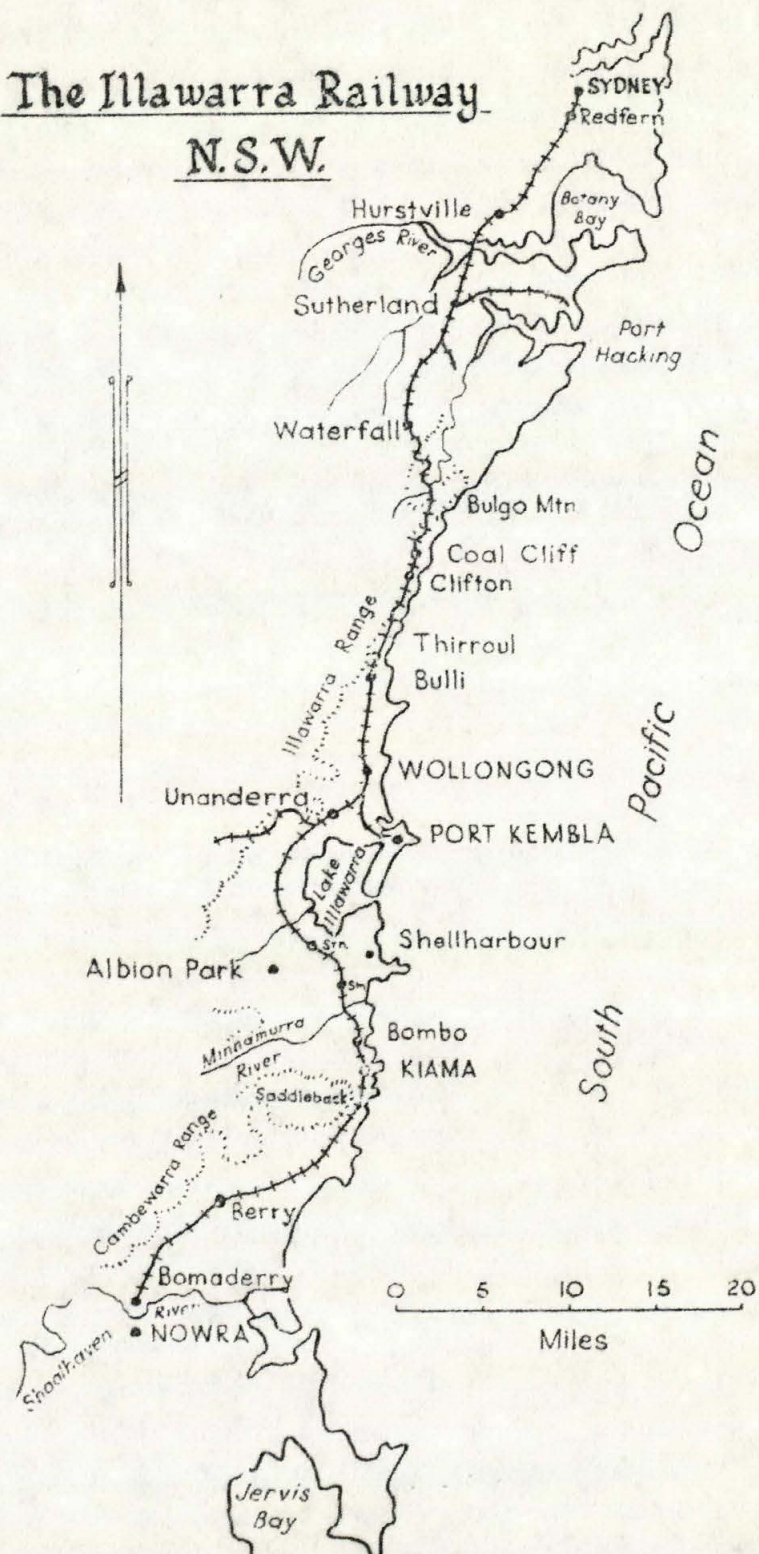 The Illawarra Railway
N.S.W.
SYDNEY
Redfern
Hurstville
Botany
Bay
Georges River
Sutherland
Port
Hacking
Waterfall
Bulgo Mtn
Ocean
Coal Cliff
Clifton
Illawarra Range
Thirroul
Bulli
Pacific
WOLLONGONG
Unanderra
PORT KEMBLA
Lake
Illawarra
Stn.
Shellharbour
Albion Park
Stn
South
Minnamurra
River
Bombo
KIAMA
Saddleback
Cambewarra Range
Berry
Bomaderry
0 5 10 15 20
Miles
River
NOWRA
Shoalhaven
Jervis
Bay